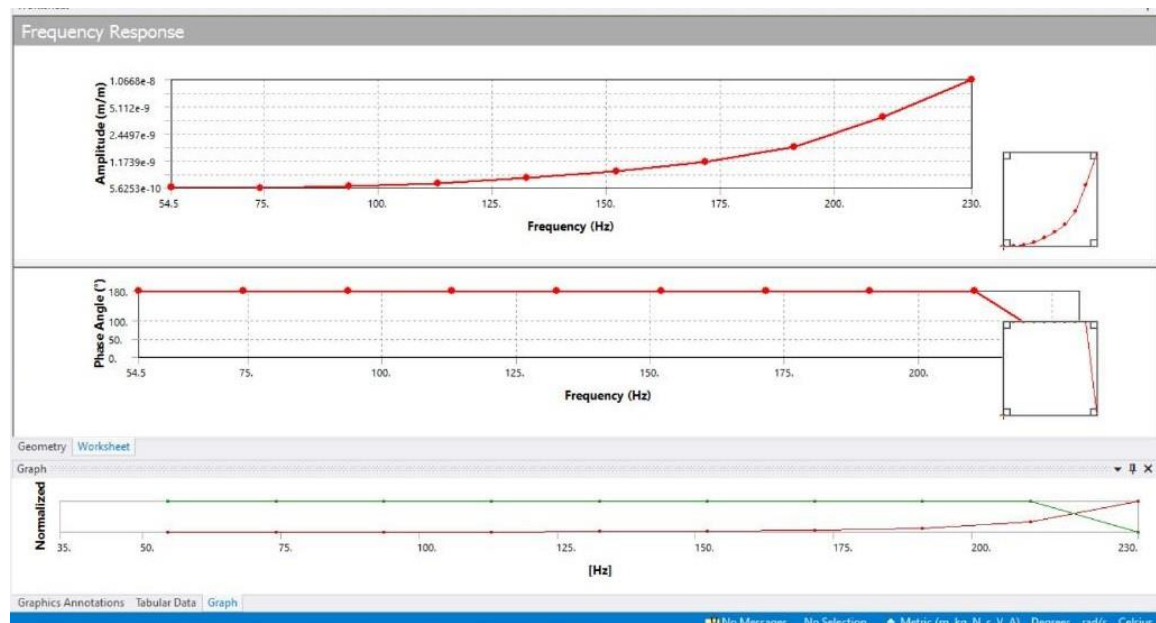 Frequency Response
Amplitude (m/m)
1.0668e-8
5.112e-9
2.4497e-9
1.1739e-9
5.6253e-10
54.5 75. 100. 125. 150. 175. 200. 230.
Frequency (Hz)
Phase Angle (°)
180.
100.
50.
0.
54.5 75. 100. 125. 150. 175. 200.
Frequency (Hz)
Geometry Worksheet
Graph
Normalized
35. 50. 75. 100. 125. 150. 175. 200. 230.
[Hz]
Graphics Annotations Tabular Data Graph
No Messages No Selection Metric (m, kg, N, s, V, A) Degrees rad/s Celsius